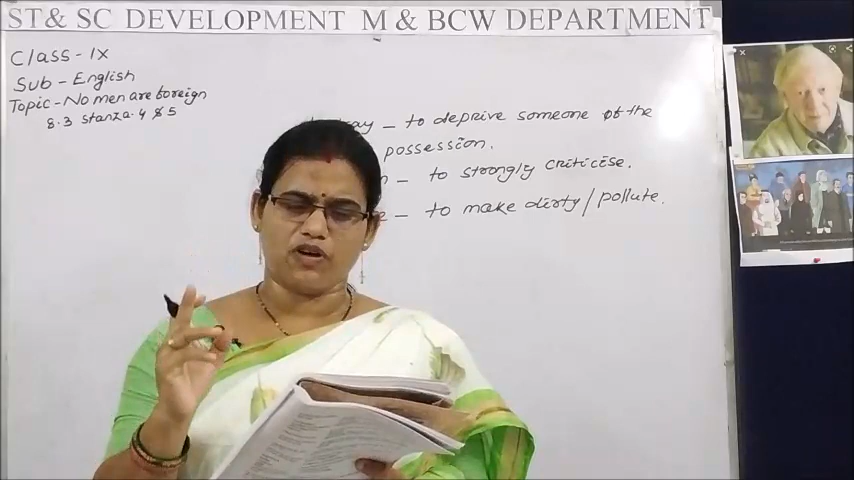 ST& SC DEVELOPMENT M & BCW DEPARTMENT
Class-IX
Sub - English
Topic-No men are foreign
8.3 stanza.4 &5
to deprive someone of the
possession.
to strongly criticise.
to make dirty/pollute.